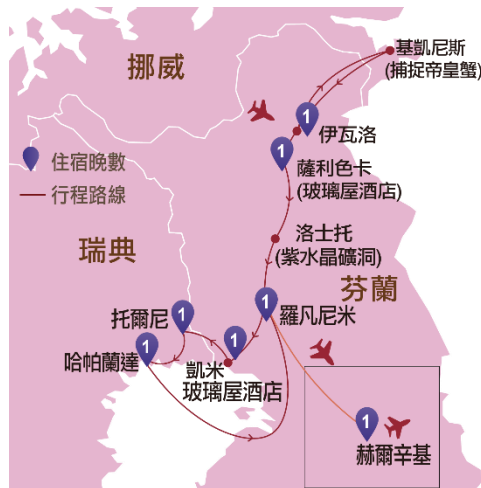 挪威
基凱尼斯
(捕捉帝皇蟹)
1
伊瓦洛
1
住宿晚數
行程路線
薩利色卡
(玻璃屋酒店)
洛士托
(紫水晶礦洞)
瑞典
芬蘭
1
羅凡尼米
托爾尼
1
1
哈帕蘭達
1
凱米
玻璃屋酒店
1
赫爾辛基